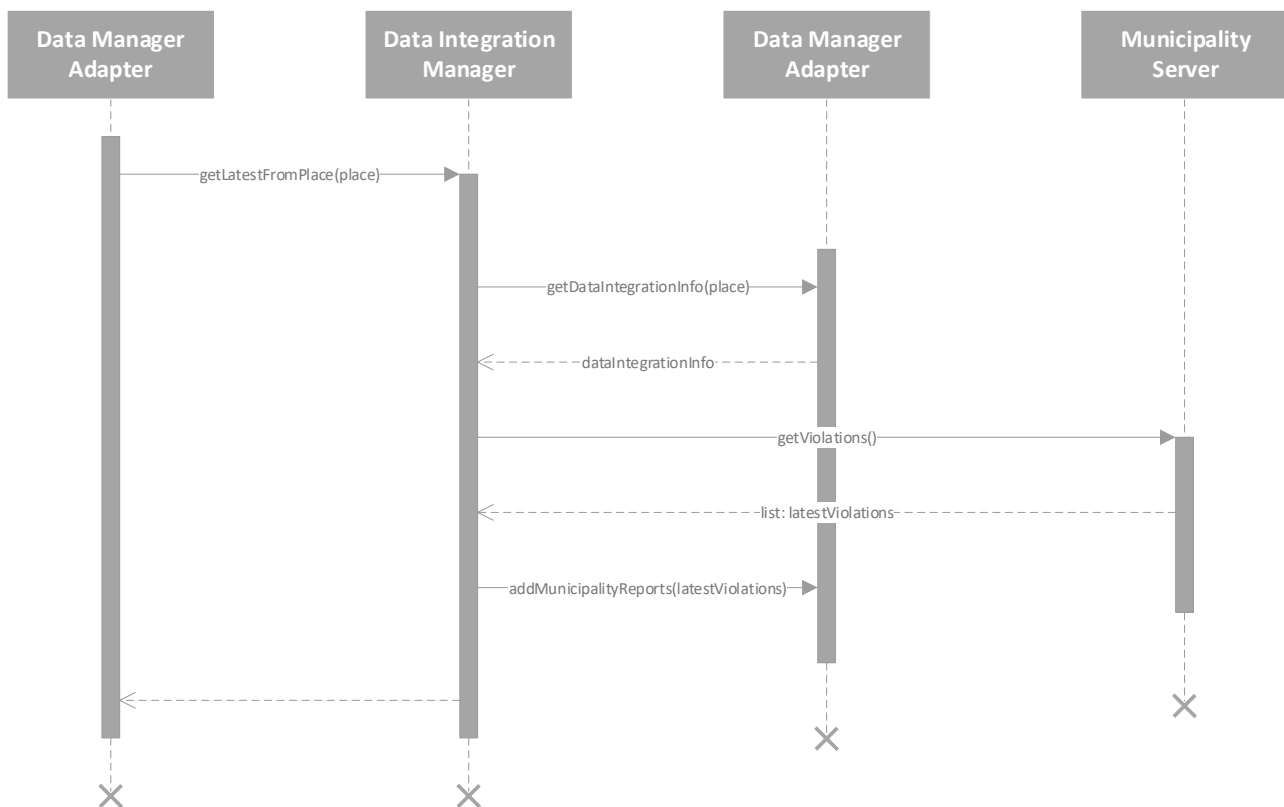 Data Manager
Adapter
Data Integration
Manager
Data Manager
Adapter
Municipality
Server
getLatestFromPlace(place)
getDataIntegrationInfo(place)
dataIntegrationInfo
getViolations()
list: latestViolations
addMunicipalityReports(latestViolations)